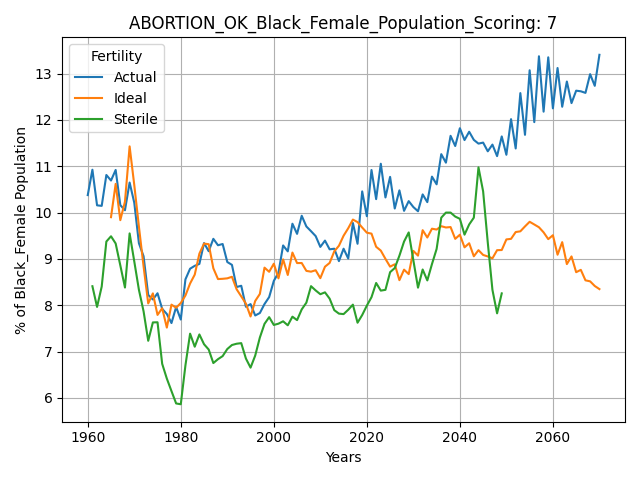 ABORTION_OK_Black_Female_Population_Scoring: 7
Fertility
Actual
Ideal
Sterile
% of Black_Female Population
13
12
11
10
9
8
7
6
1960 1980 2000 2020 2040 2060
Years